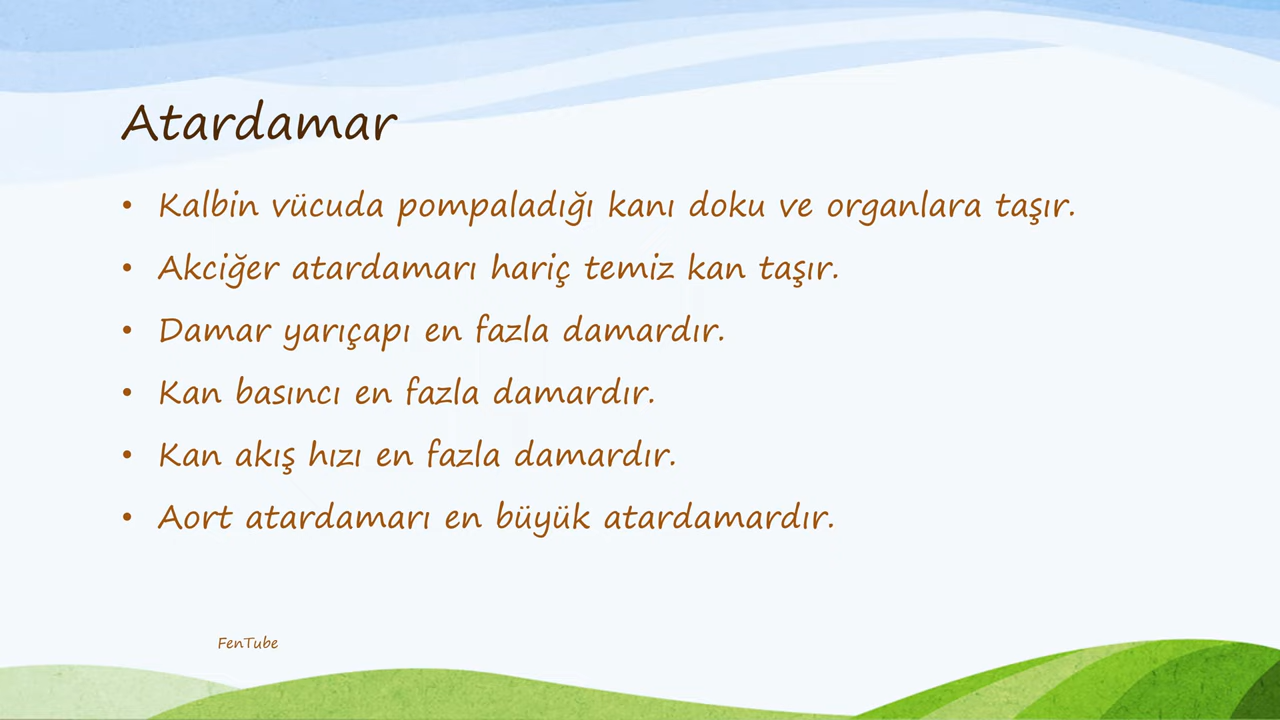 Atardamar
• Kalbin vücuda pompaladığı kanı doku ve organlara taşır.
• Akciğer atardamarı hariç temiz kan taşır.
• Damar yarıçapı en fazla damardır.
• Kan basıncı en fazla damardır.
• Kan akış hızı en fazla damardır.
• Aort atardamarı en büyük atardamardır.
FenTube